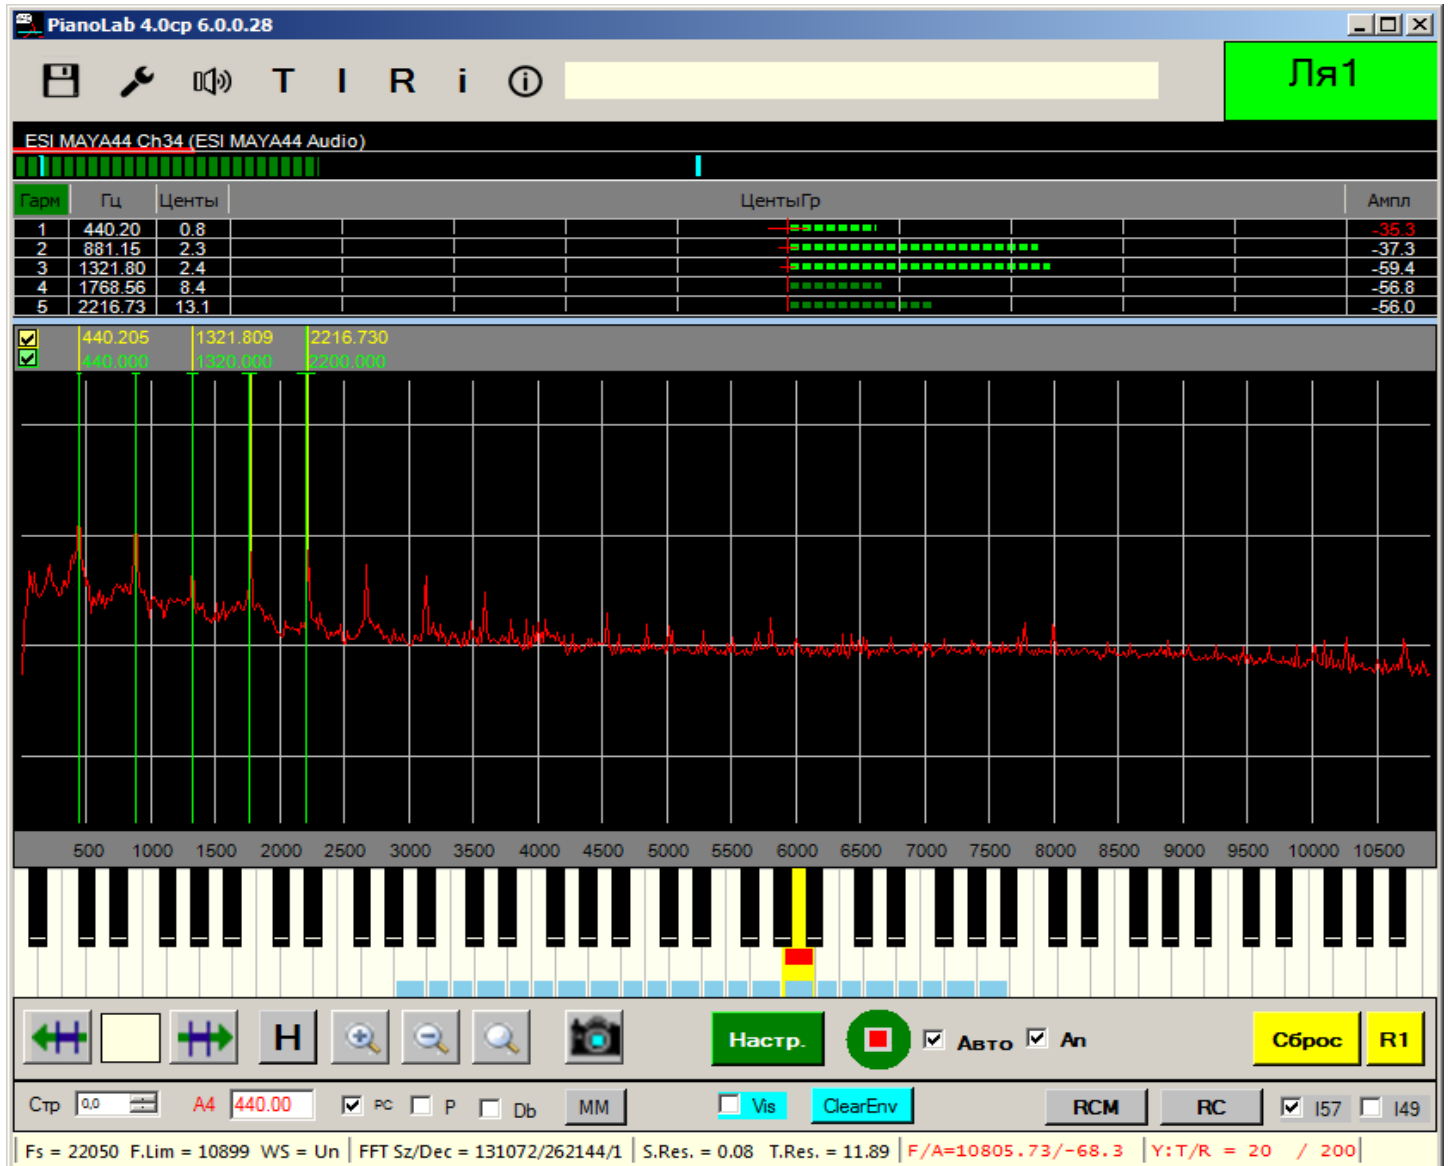 PianoLab 4.0cp 6.0.0.28
T I R i
Ля1
ESI MAYA44 Ch34 (ESI MAYA44 Audio)
Гарм Гц Центы ЦентыГр Ампл
1 440.20 0.8 -35.3
2 881.15 2.3 -37.3
3 1321.80 2.4 -59.4
4 1768.56 8.4 -56.8
5 2216.73 13.1 -56.0
440.205 1321.809 2216.730
440.000 1320.000 2200.000
500 1000 1500 2000 2500 3000 3500 4000 4500 5000 5500 6000 6500 7000 7500 8000 8500 9000 9500 10000 10500
H Настр. Авто An Сброс R1
Стр 0,0 A4 440.00 PC P Db MM Vis ClearEnv RCM RC I57 I49
Fs = 22050 F.Lim = 10899 WS = Un FFT Sz/Dec = 131072/262144/1 S.Res. = 0.08 T.Res. = 11.89 F/A=10805.73/-68.3 Y:T/R = 20 / 200